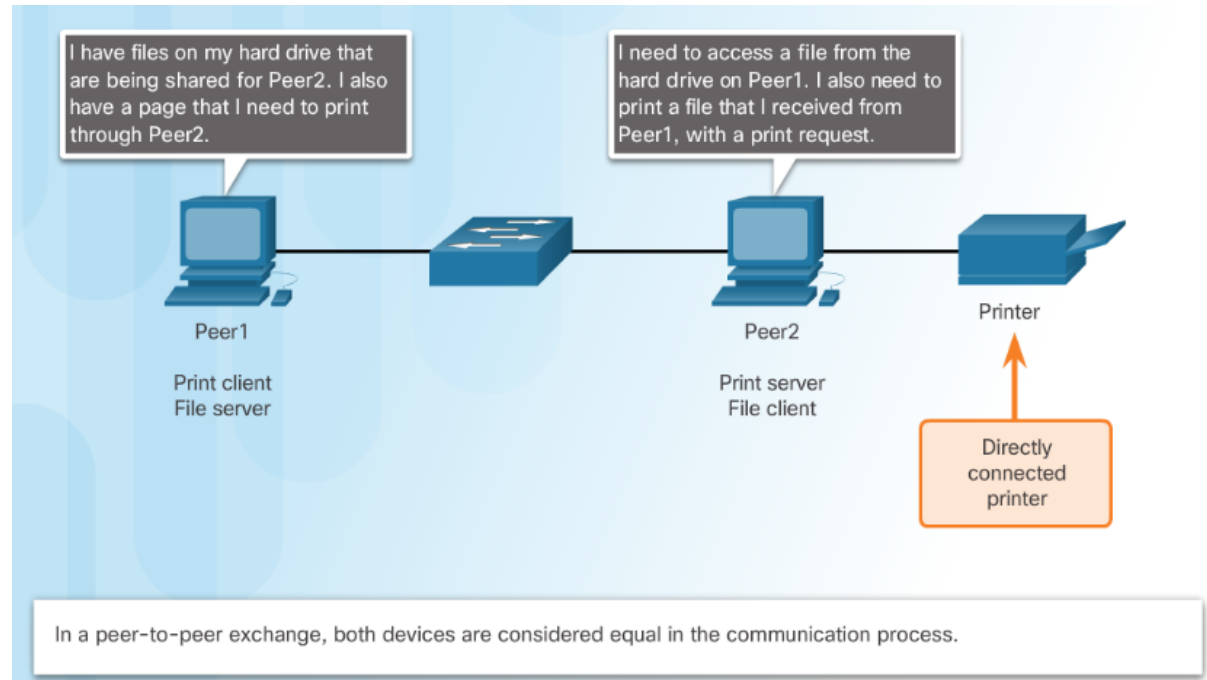 I have files on my hard drive that
are being shared for Peer2. I also
have a page that I need to print
through Peer2.
I need to access a file from the
hard drive on Peer1. I also need to
print a file that I received from
Peer1, with a print request.
Peer1
Print client
File server
Peer2
Print server
File client
Printer
Directly
connected
printer
In a peer-to-peer exchange, both devices are considered equal in the communication process.